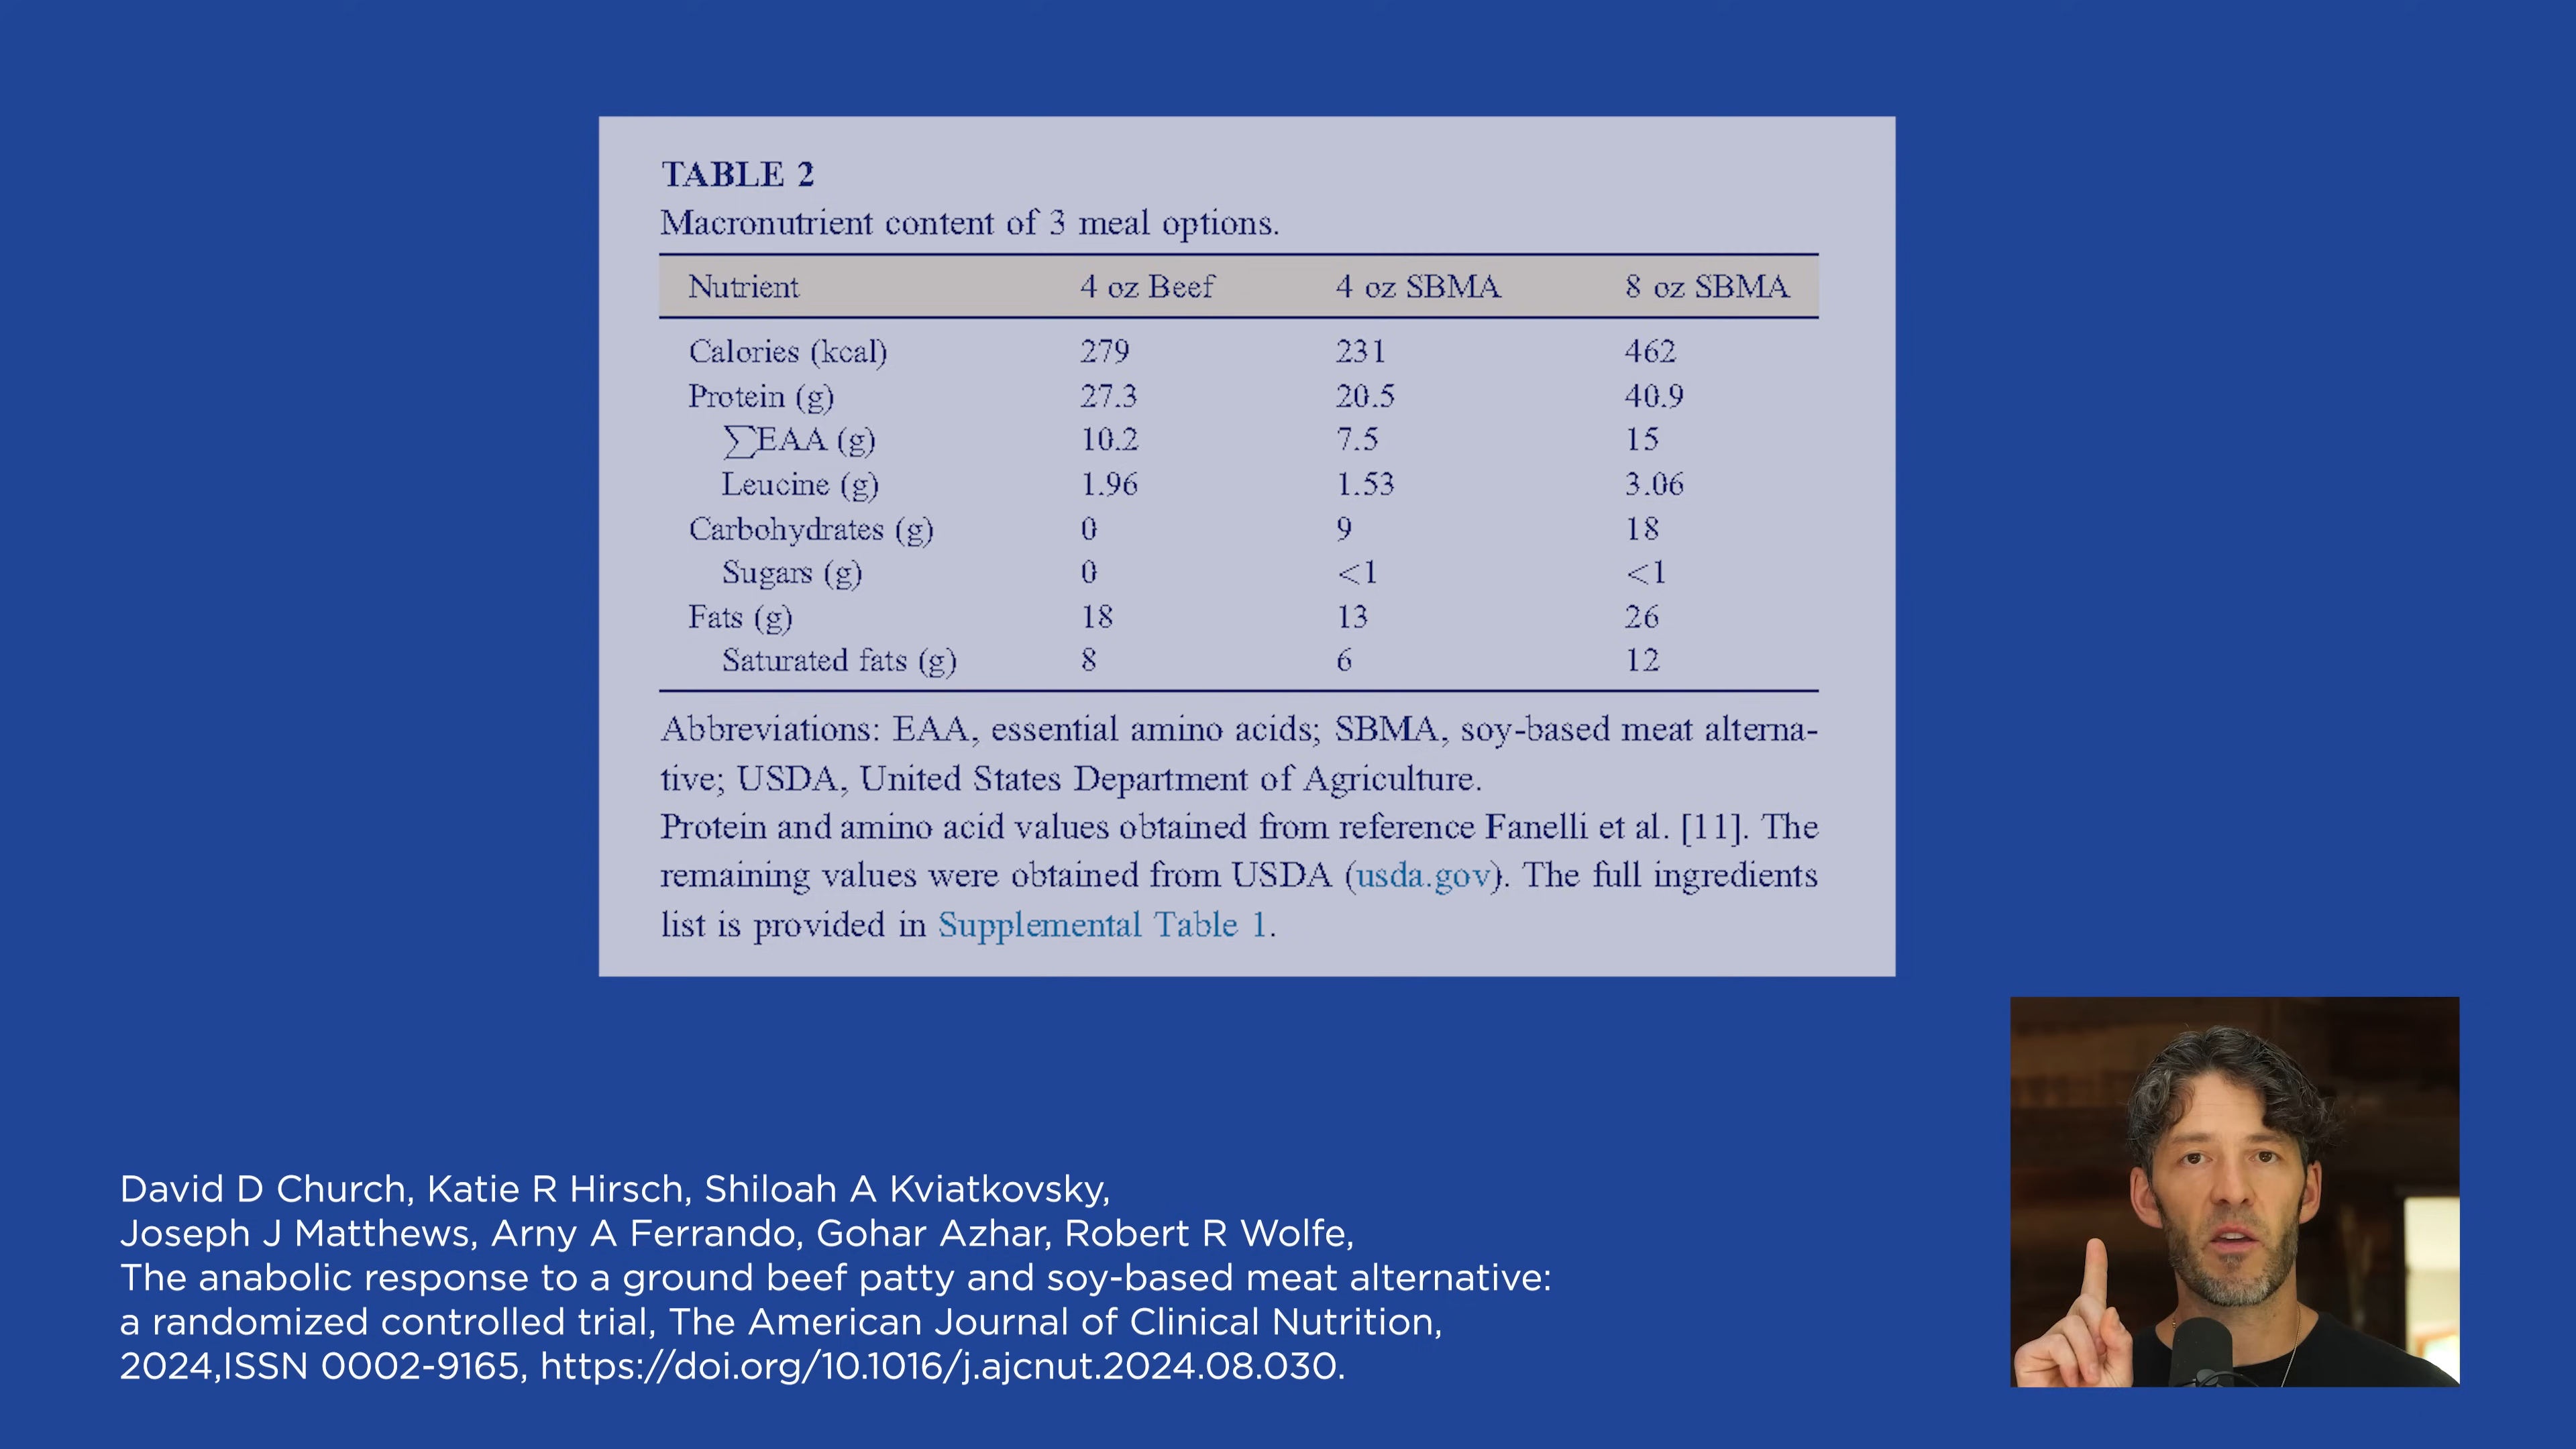 TABLE 2
Macronutrient content of 3 meal options.
Nutrient 4 oz Beef 4 oz SBMA 8 oz SBMA
Calories (kcal) 279 231 462
Protein (g) 27.3 20.5 40.9
∑EAA (g) 10.2 7.5 15
Leucine (g) 1.96 1.53 3.06
Carbohydrates (g) 0 9 18
Sugars (g) 0 <1 <1
Fats (g) 18 13 26
Saturated fats (g) 8 6 12
Abbreviations: EAA, essential amino acids; SBMA, soy-based meat alterna-
tive; USDA, United States Department of Agriculture.
Protein and amino acid values obtained from reference Fanelli et al. [11]. The
remaining values were obtained from USDA (usda.gov). The full ingredients
list is provided in Supplemental Table 1.
David D Church, Katie R Hirsch, Shiloah A Kviatkovsky,
Joseph J Matthews, Arny A Ferrando, Gohar Azhar, Robert R Wolfe,
The anabolic response to a ground beef patty and soy-based meat alternative:
a randomized controlled trial, The American Journal of Clinical Nutrition,
2024,ISSN 0002-9165, https://doi.org/10.1016/j.ajcnut.2024.08.030.